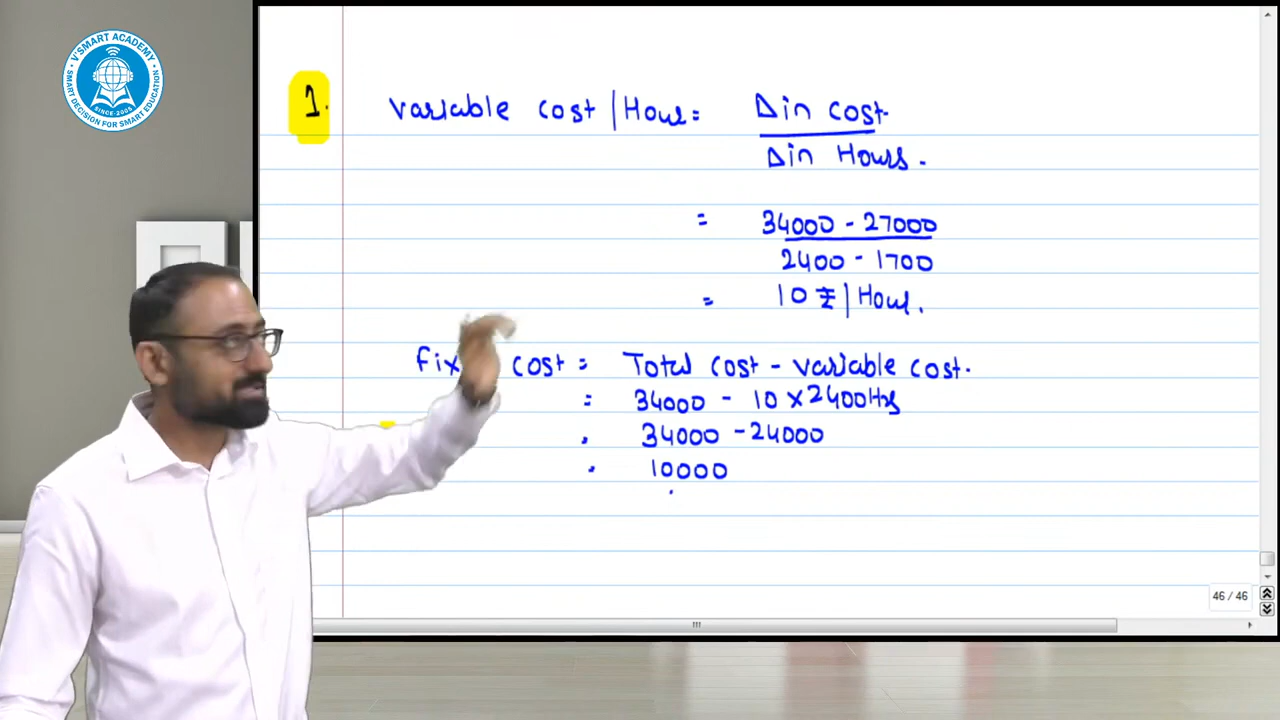 V'SMART ACADEMY
SINCE-2005
SMART DECISION FOR SMART EDUCATION
1.
Variable cost | Hour = Δin cost.
Δin Hours.
= 34000 - 27000
2400 - 1700
= 10 ₹ | Hour.
cost = Total cost - variable cost.
= 34000 - 10 × 2400Hrs
. 34000 - 24000
. 10000
46 / 46